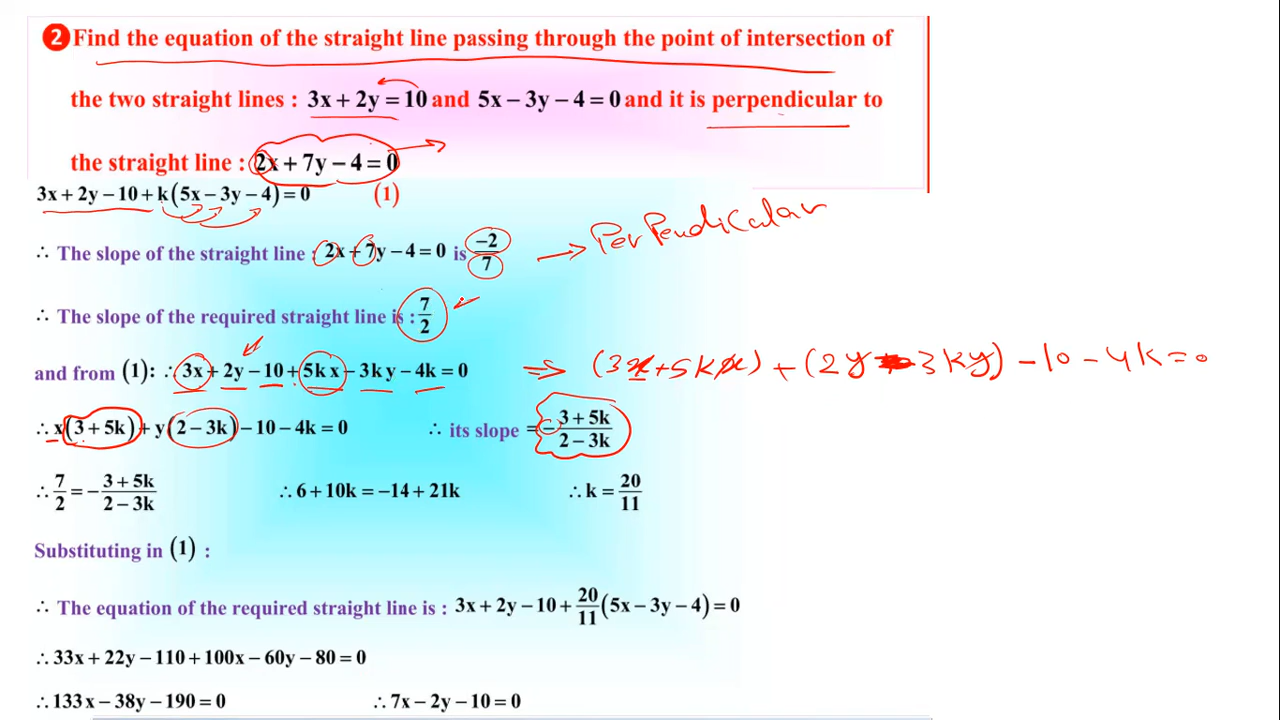 2 Find the equation of the straight line passing through the point of intersection of
the two straight lines : 3x + 2y = 10 and 5x − 3y − 4 = 0 and it is perpendicular to
the straight line : 2x + 7y − 4 = 0
3x + 2y − 10 + k(5x − 3y − 4) = 0 (1)
∴ The slope of the straight line : 2x + 7y − 4 = 0 is −2/7 → Perpendicular
∴ The slope of the required straight line is : 7/2
and from (1): ∴ 3x + 2y − 10 + 5k x − 3k y − 4k = 0 ⇒ (3x + 5kx) + (2y - 3ky) − 10 − 4k = 0
∴ x(3 + 5k) + y(2 − 3k) − 10 − 4k = 0 ∴ its slope = − 3 + 5k/2 − 3k
∴ 7/2 = − 3 + 5k/2 − 3k ∴ 6 + 10k = −14 + 21k ∴ k = 20/11
Substituting in (1) :
∴ The equation of the required straight line is : 3x + 2y − 10 + 20/11 (5x − 3y − 4) = 0
∴ 33x + 22y − 110 + 100x − 60y − 80 = 0
∴ 133x − 38y − 190 = 0 ∴ 7x − 2y − 10 = 0